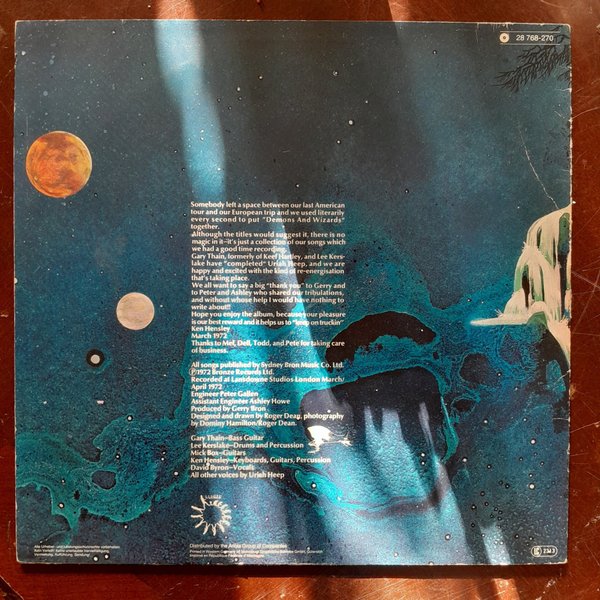 28 768-270
Somebody left a space between our last American
tour and our European trip and we used literarily
every second to put "Demons And Wizards"
together.
Although the titles would suggest it, there is no
magic in it–it's just a collection of our songs which
we had a good time recording.
Gary Thain, formerly of Keef Hartley, and Lee Kers-
lake have "completed" Uriah Heep, and we are
happy and excited with the kind of re-energisation
that's taking place.
We all want to say a big "thank you" to Gerry and
to Peter and Ashley who shared our tribulations,
and without whose help I would have nothing to
write about!!
Hope you enjoy the album, because your pleasure
is our best reward and it helps us to "keep on truckin"
Ken Hensley
March 1972
Thanks to Mel, Dell, Todd, and Pete for taking care
of business.
All songs published by Sydney Bron Music Co. Ltd.
Ⓟ1972 Bronze Records Ltd.
Recorded at Lansdowne Studios London March/
April 1972
Engineer Peter Gallen
Assistant Engineer Ashley Howe
Produced by Gerry Bron
Designed and drawn by Roger Dean, photography
by Dominy Hamilton/Roger Dean.
Gary Thain–Bass Guitar
Lee Kerslake–Drums and Percussion
Mick Box–Guitars
Ken Hensley–Keyboards, Guitars, Percussion
David Byron–Vocals
All other voices by Uriah Heep
Distributed by the Ariola Group of Companies